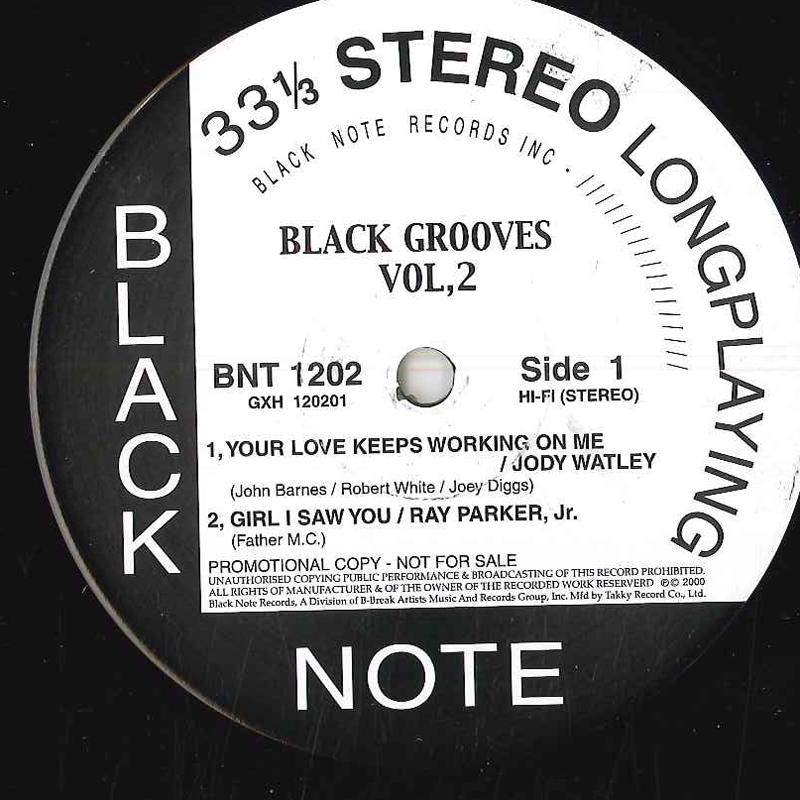 33⅓ STEREO LONGPLAYING
BLACK NOTE RECORDS INC.
BLACK GROOVES
VOL,2
BNT 1202
GXH 120201
Side 1
HI-FI (STEREO)
1,YOUR LOVE KEEPS WORKING ON ME
/ JODY WATLEY
(John Barnes / Robert White / Joey Diggs)
2, GIRL I SAW YOU / RAY PARKER, Jr.
(Father M.C.)
PROMOTIONAL COPY - NOT FOR SALE
UNAUTHORISED COPYING PUBLIC PERFORMANCE & BROADCASTING OF THIS RECORD PROHIBITED.
ALL RIGHTS OF MANUFACTURER & OF THE OWNER OF THE RECORDED WORK RESERVERD ℗© 2000
Black Note Records, A Division of B-Break Artists Music And Records Group, Inc. Mfd by Takky Record Co., Ltd.
BLACK
NOTE